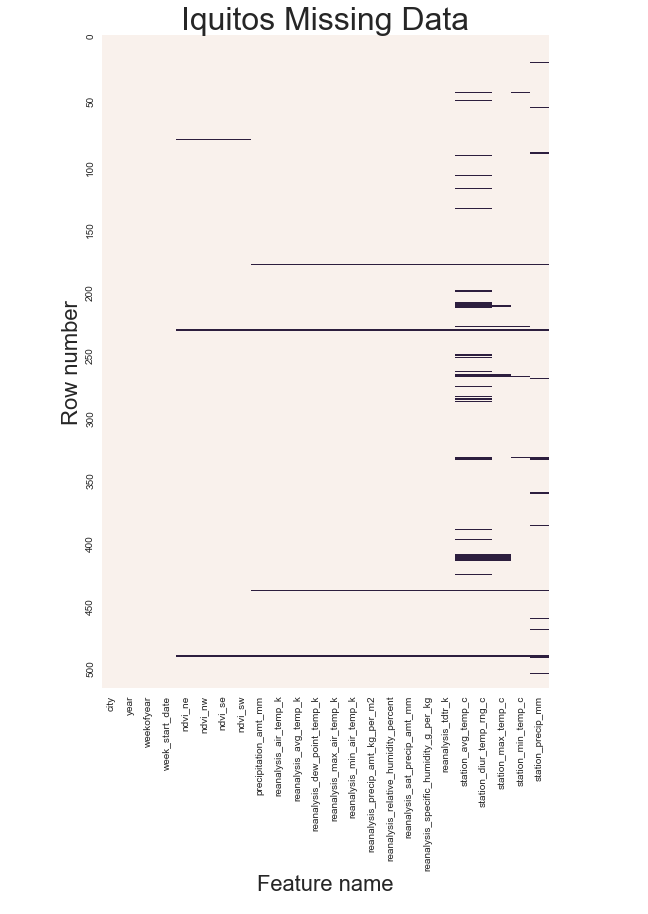 Iquitos Missing Data
0
50
100
150
200
250
300
350
400
450
500
Row number
city
year
weekofyear
week_start_date
ndvi_ne
ndvi_nw
ndvi_se
ndvi_sw
precipitation_amt_mm
reanalysis_air_temp_k
reanalysis_avg_temp_k
reanalysis_dew_point_temp_k
reanalysis_max_air_temp_k
reanalysis_min_air_temp_k
reanalysis_precip_amt_kg_per_m2
reanalysis_relative_humidity_percent
reanalysis_sat_precip_amt_mm
reanalysis_specific_humidity_g_per_kg
reanalysis_tdtr_k
station_avg_temp_c
station_diur_temp_rng_c
station_max_temp_c
station_min_temp_c
station_precip_mm
Feature name